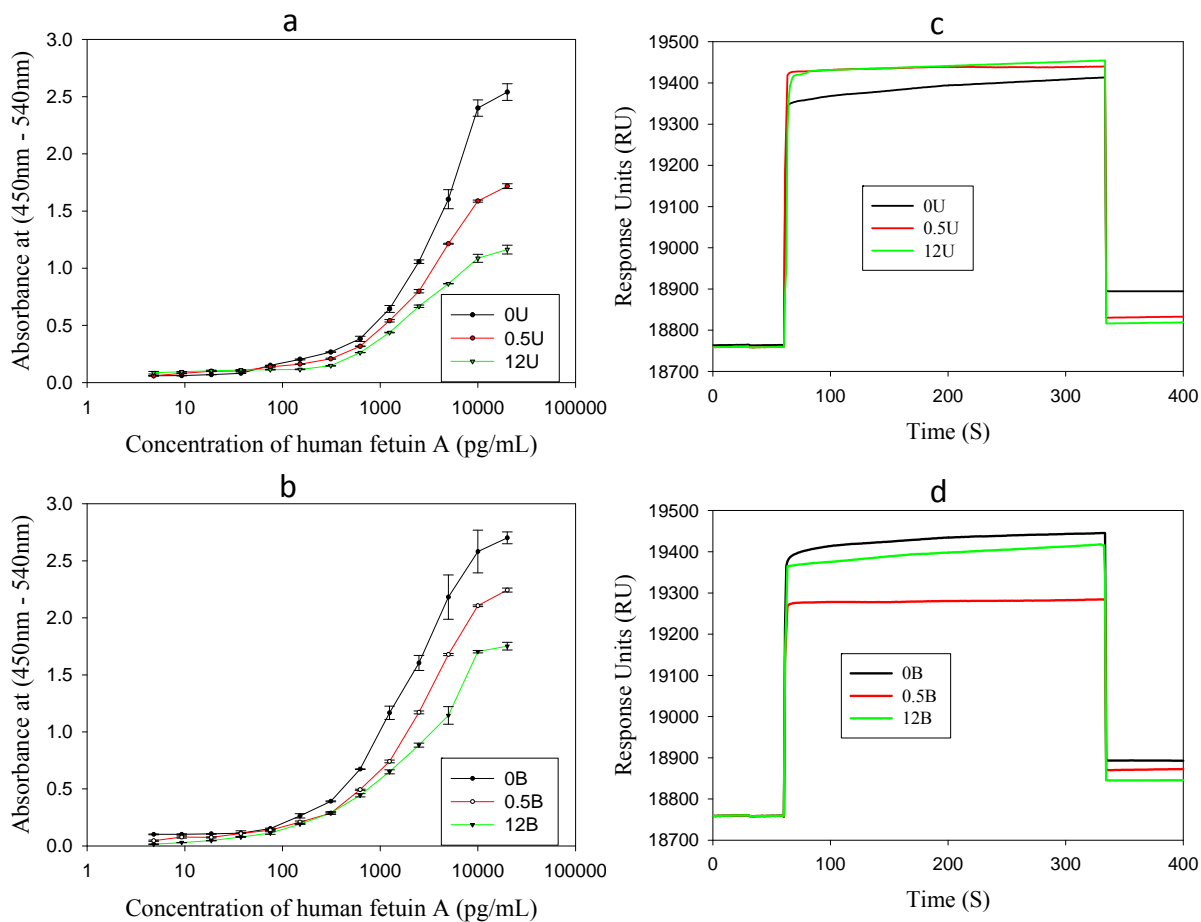 a
3.0
2.5
2.0
1.5
1.0
0.5
0.0
Absorbance at (450nm - 540nm)
0U
0.5U
12U
1 10 100 1000 10000 100000
Concentration of human fetuin A (pg/mL)
c
19500
19400
19300
19200
19100
19000
18900
18800
18700
Response Units (RU)
0U
0.5U
12U
0 100 200 300 400
Time (S)
b
3.0
2.5
2.0
1.5
1.0
0.5
0.0
Absorbance at (450nm - 540nm)
0B
0.5B
12B
1 10 100 1000 10000 100000
Concentration of human fetuin A (pg/mL)
d
19500
19400
19300
19200
19100
19000
18900
18800
18700
Response Units (RU)
0B
0.5B
12B
0 100 200 300 400
Time (S)